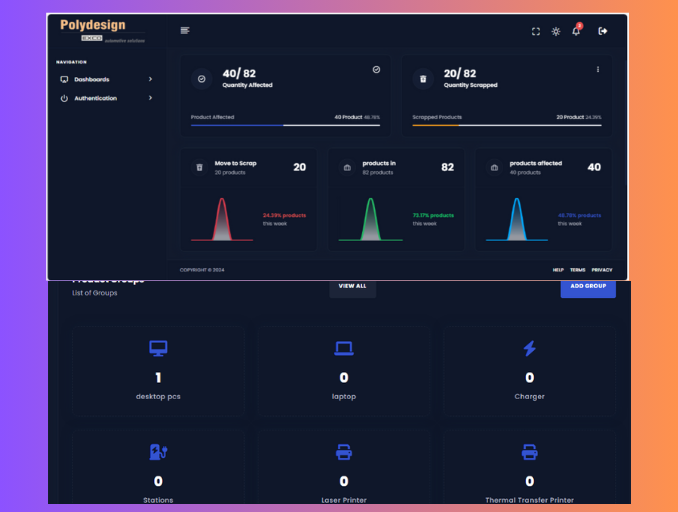 Polydesign
EXCO automotive solutions
2
NAVIGATION
Dashboards
Authentication
40/ 82
Quantity Affected
Product Affected
40 Product 48.78%
20/ 82
Quantity Scrapped
Scrapped Products
20 Product 24.39%
Move to Scrap
20 products
20
24.39% products
this week
products in
82 products
82
73.17% products
this week
products affected
40 products
40
48.78% products
this week
COPYRIGHT © 2024
HELP TERMS PRIVACY
Product Groups
List of Groups
VIEW ALL
ADD GROUP
1
desktop pcs
0
laptop
0
Charger
0
Stations
0
Laser Printer
0
Thermal Transfer Printer